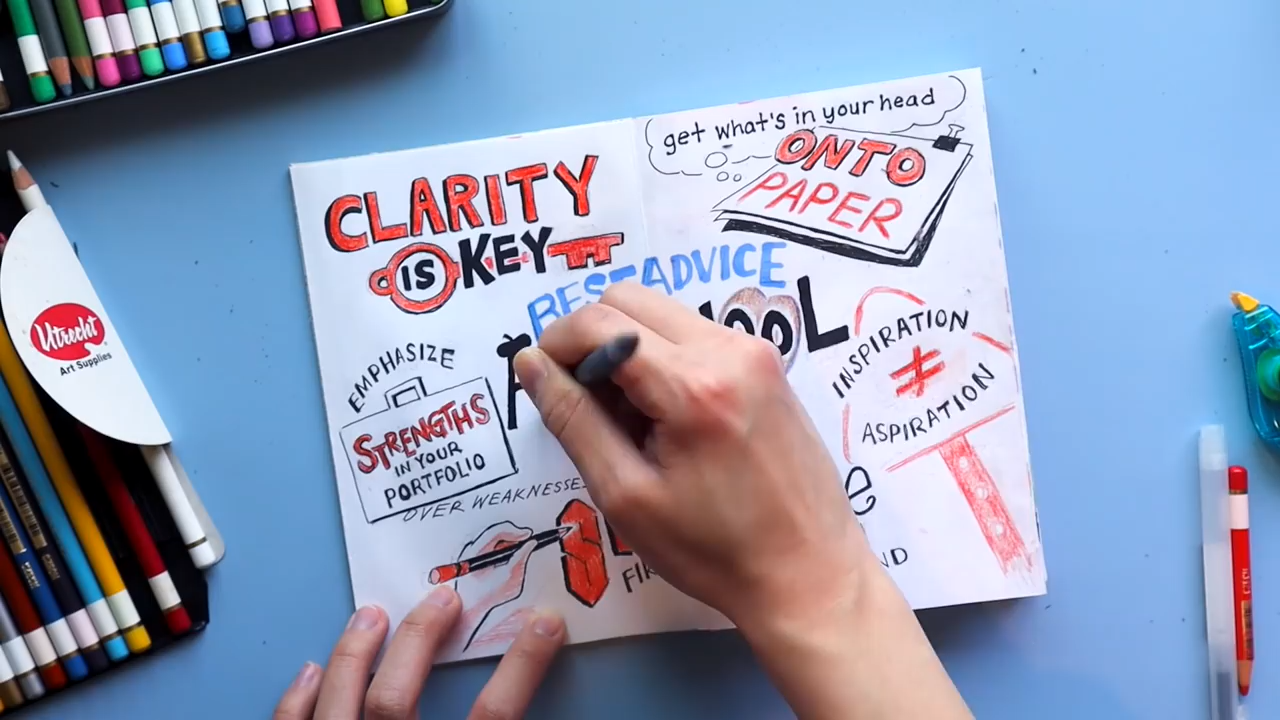 CLARITY
IS KEY
get what's in your head
ONTO
PAPER
BEST ADVICE
EMPHASIZE
STRENGTHS
IN YOUR
PORTFOLIO
OVER WEAKNESSES
INSPIRATION
≠
ASPIRATION
Utrecht
Art Supplies